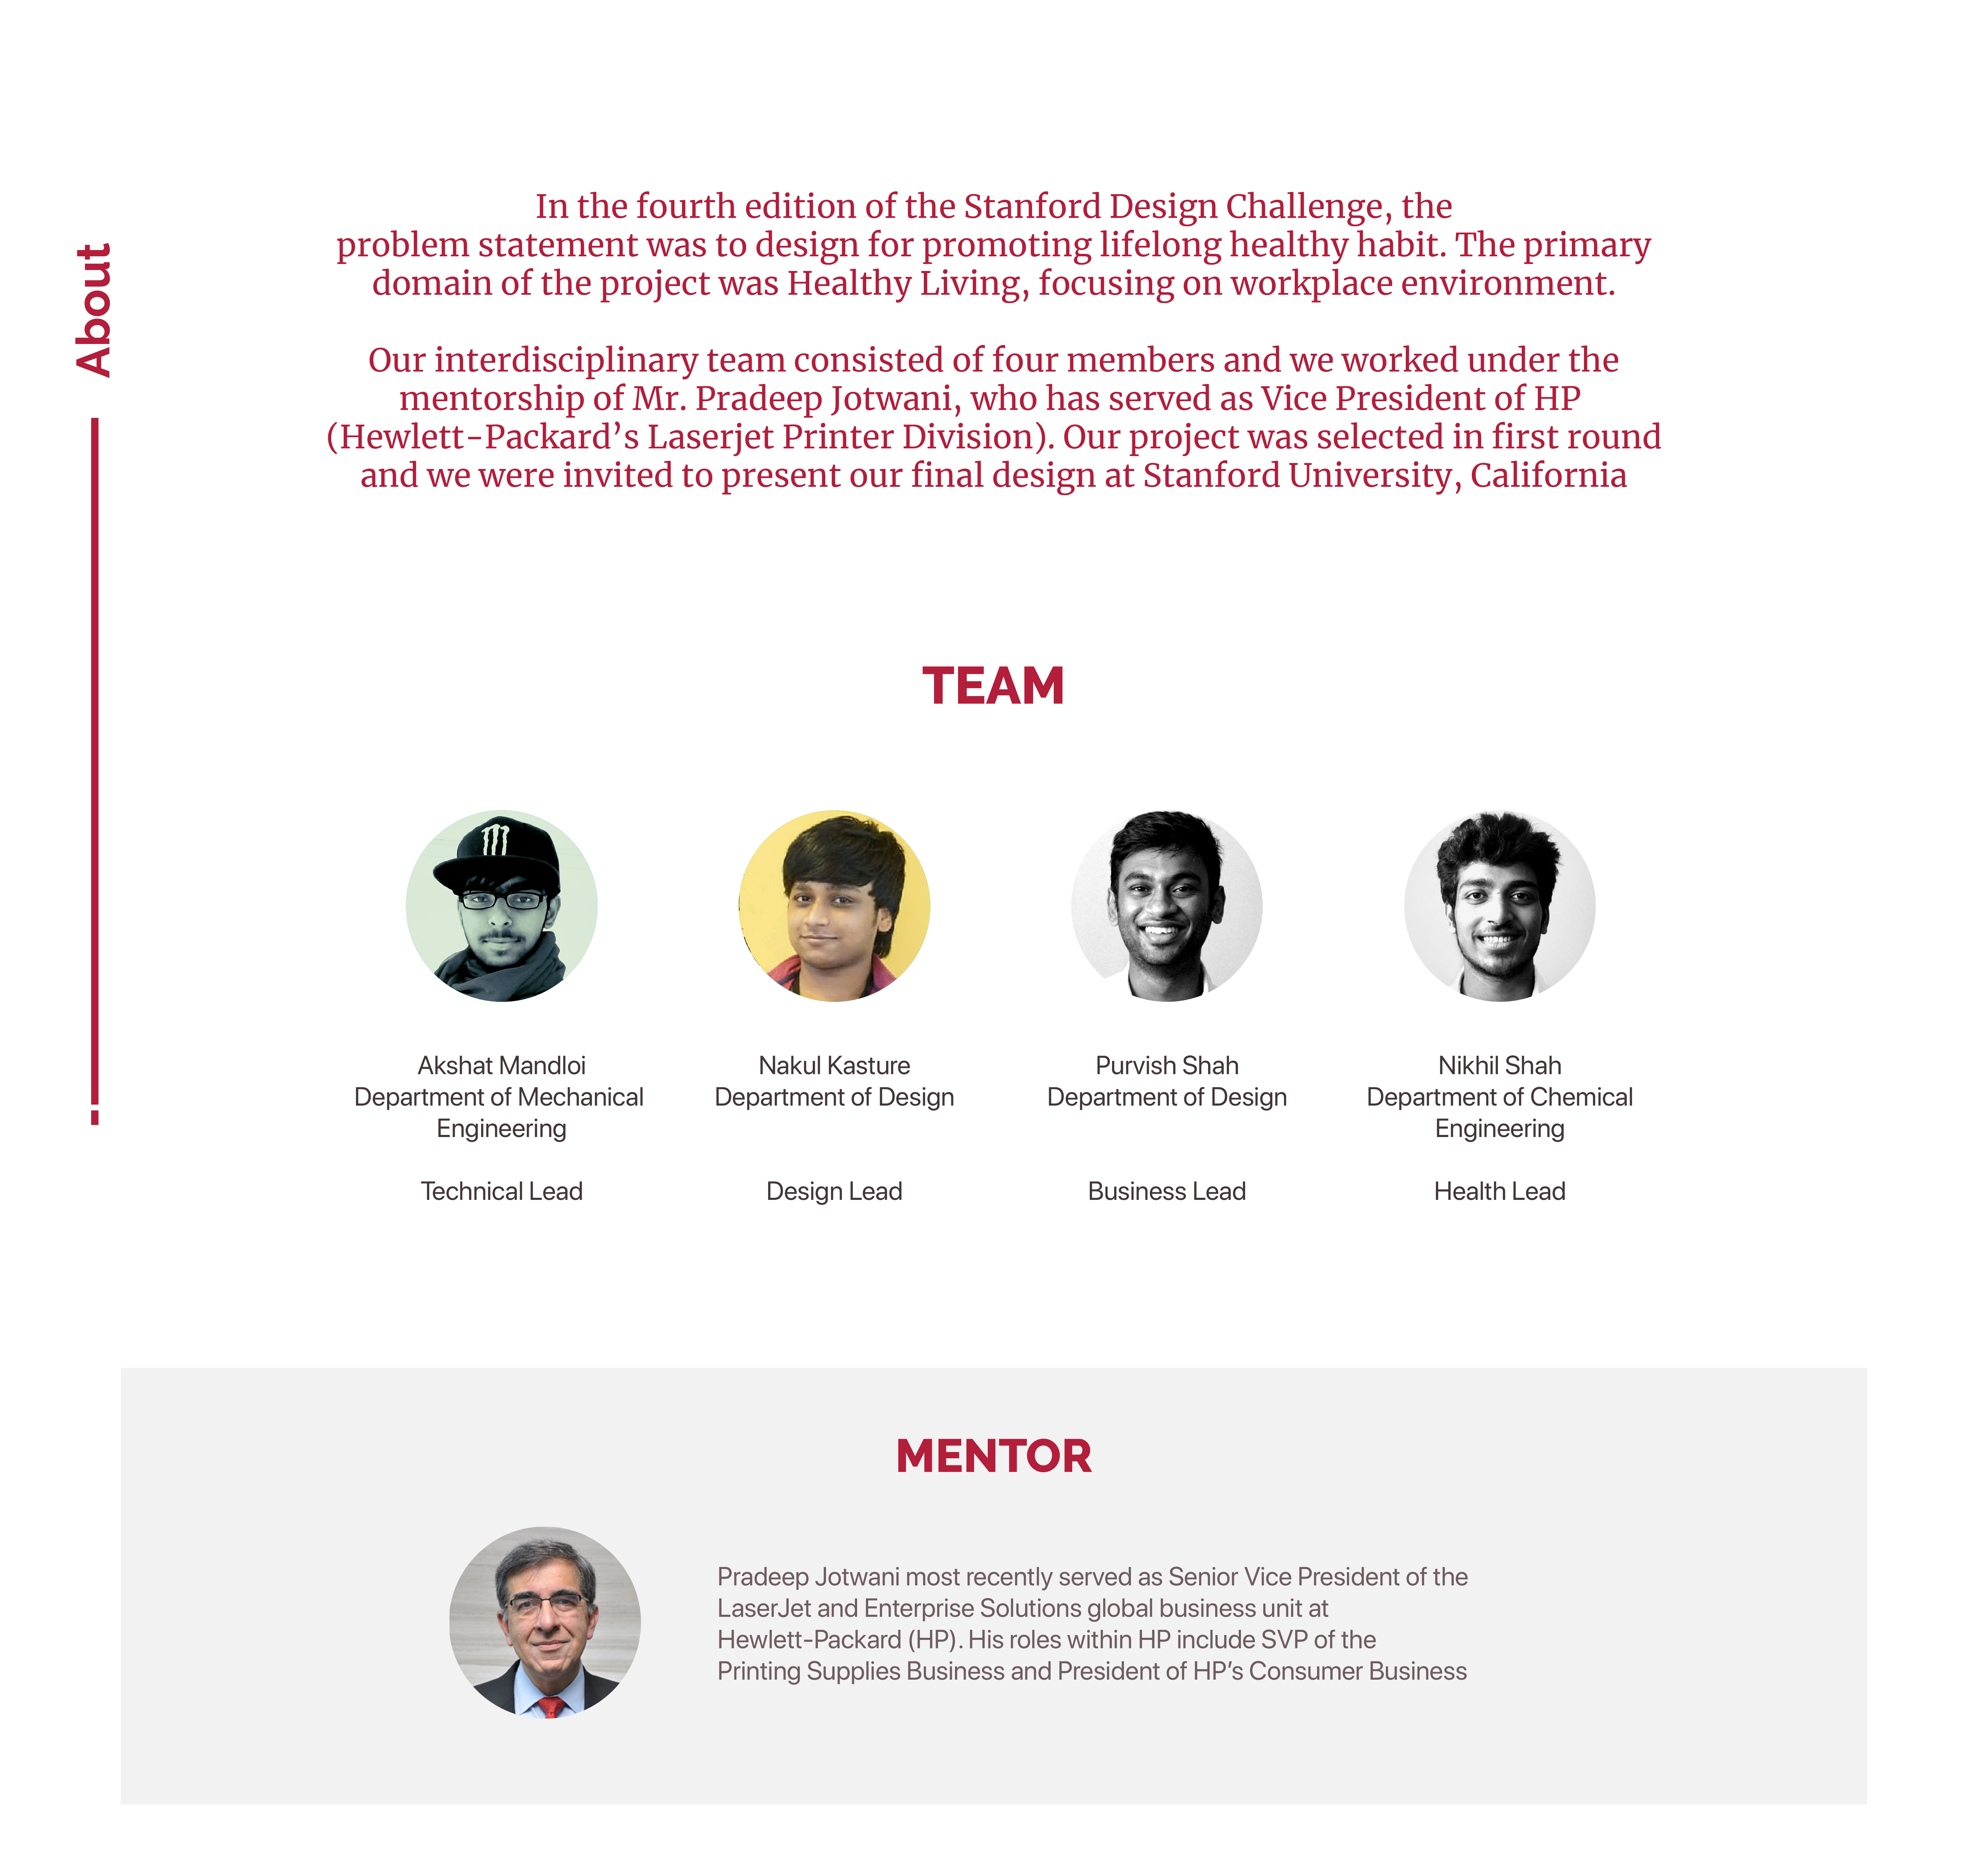 About
In the fourth edition of the Stanford Design Challenge, the
problem statement was to design for promoting lifelong healthy habit. The primary
domain of the project was Healthy Living, focusing on workplace environment.
Our interdisciplinary team consisted of four members and we worked under the
mentorship of Mr. Pradeep Jotwani, who has served as Vice President of HP
(Hewlett-Packard’s Laserjet Printer Division). Our project was selected in first round
and we were invited to present our final design at Stanford University, California
TEAM
Akshat Mandloi
Department of Mechanical
Engineering
Technical Lead
Nakul Kasture
Department of Design
Design Lead
Purvish Shah
Department of Design
Business Lead
Nikhil Shah
Department of Chemical
Engineering
Health Lead
MENTOR
Pradeep Jotwani most recently served as Senior Vice President of the
LaserJet and Enterprise Solutions global business unit at
Hewlett-Packard (HP). His roles within HP include SVP of the
Printing Supplies Business and President of HP’s Consumer Business